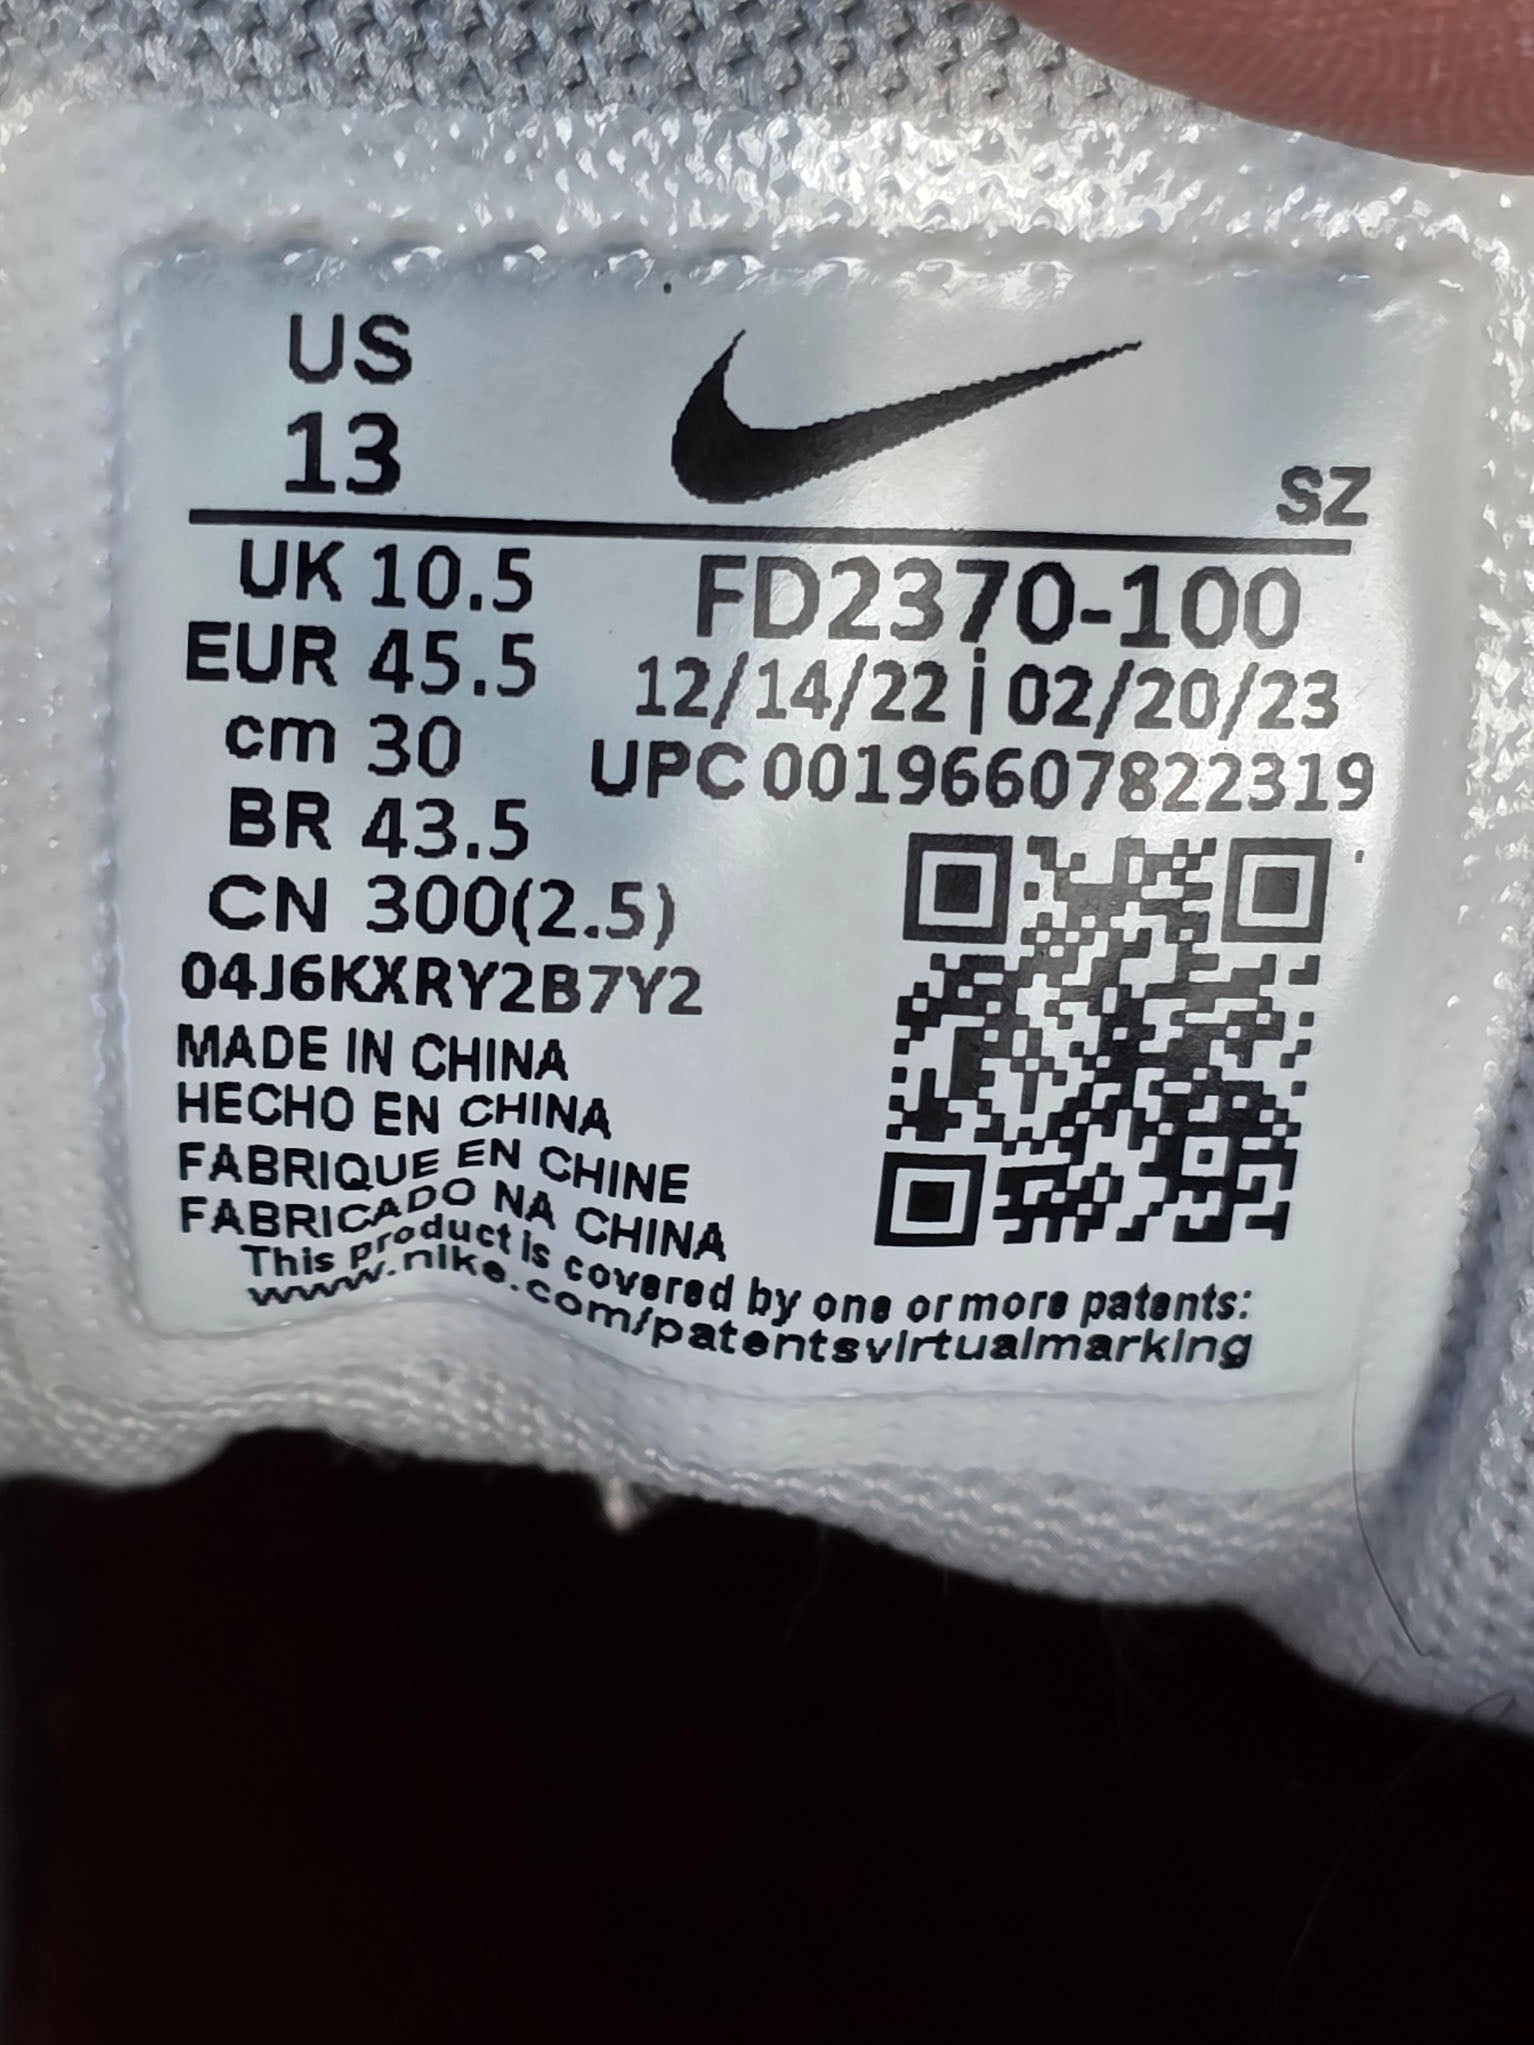 US
13
SZ
UK 10.5
EUR 45.5
cm 30
BR 43.5
CN 300(2.5)
FD2370-100
12/14/22 | 02/20/23
UPC 00196607822319
04J6KXRY2B7Y2
MADE IN CHINA
HECHO EN CHINA
FABRIQUE EN CHINE
FABRICADO NA CHINA
This product is covered by one or more patents:
www.nike.com/patentsvirtualmarking